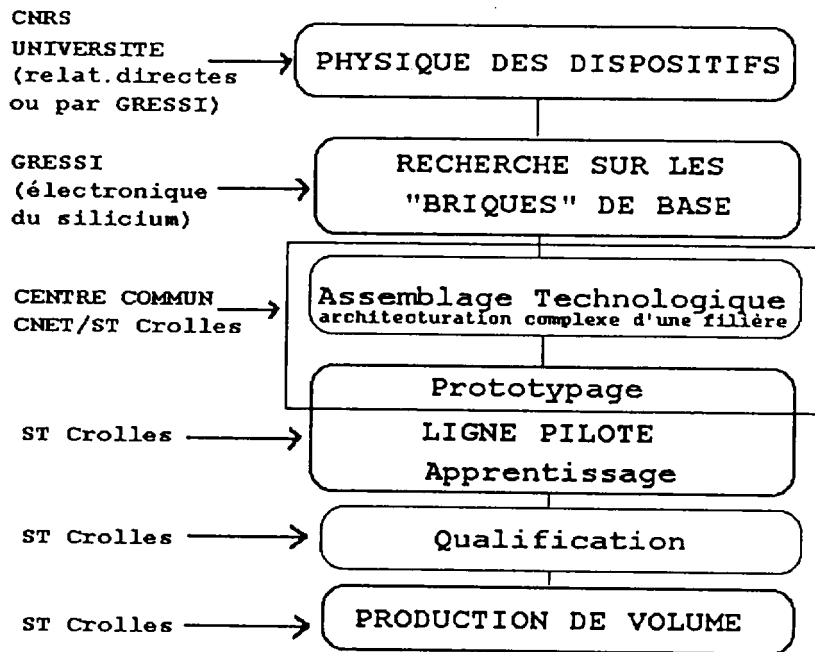 CNRS
UNIVERSITE
(relat.directes
ou par GRESSI)
PHYSIQUE DES DISPOSITIFS
GRESSI
(électronique
du silicium)
RECHERCHE SUR LES
"BRIQUES" DE BASE
CENTRE COMMUN
CNET/ST Crolles
Assemblage Technologique
architecturation complexe d'une filière
Prototypage
ST Crolles
LIGNE PILOTE
Apprentissage
ST Crolles
Qualification
ST Crolles
PRODUCTION DE VOLUME